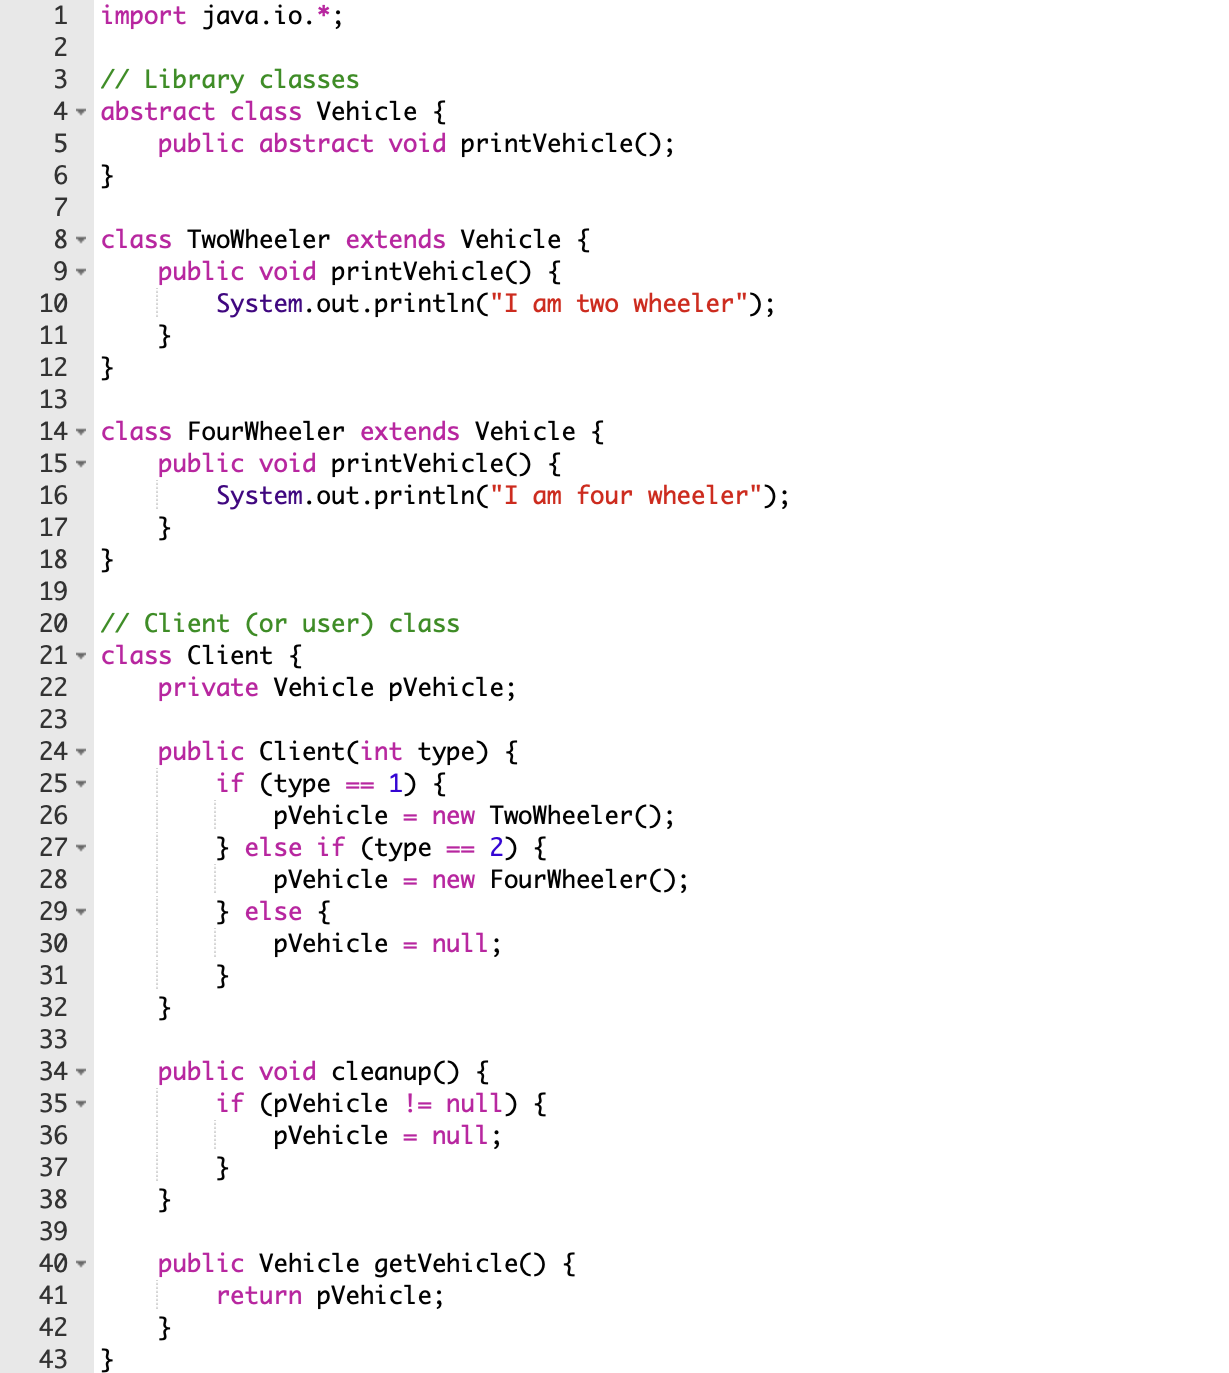 1 import java.io.*;
2
3 // Library classes
4 abstract class Vehicle {
5     public abstract void printVehicle();
6 }
7
8 class TwoWheeler extends Vehicle {
9     public void printVehicle() {
10         System.out.println("I am two wheeler");
11     }
12 }
13
14 class FourWheeler extends Vehicle {
15     public void printVehicle() {
16         System.out.println("I am four wheeler");
17     }
18 }
19
20 // Client (or user) class
21 class Client {
22     private Vehicle pVehicle;
23
24     public Client(int type) {
25         if (type == 1) {
26             pVehicle = new TwoWheeler();
27         } else if (type == 2) {
28             pVehicle = new FourWheeler();
29         } else {
30             pVehicle = null;
31         }
32     }
33
34     public void cleanup() {
35         if (pVehicle != null) {
36             pVehicle = null;
37         }
38     }
39
40     public Vehicle getVehicle() {
41         return pVehicle;
42     }
43 }